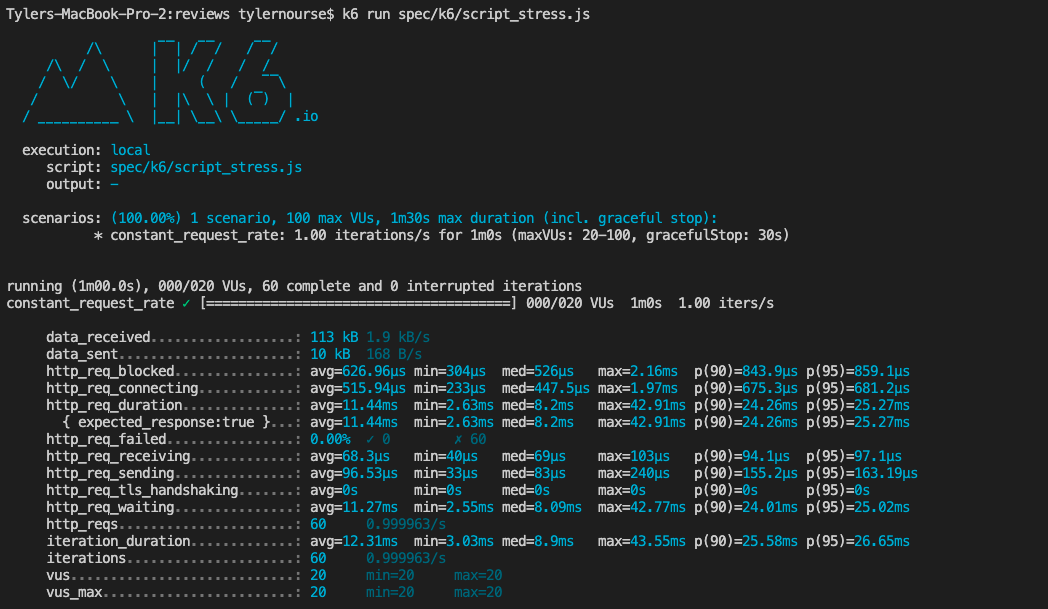 Tylers-MacBook-Pro-2:reviews tylernourse$ k6 run spec/k6/script_stress.js
K6 .io
execution: local
script: spec/k6/script_stress.js
output: -
scenarios: (100.00%) 1 scenario, 100 max VUs, 1m30s max duration (incl. graceful stop):
* constant_request_rate: 1.00 iterations/s for 1m0s (maxVUs: 20-100, gracefulStop: 30s)
running (1m00.0s), 000/020 VUs, 60 complete and 0 interrupted iterations
constant_request_rate ✓ [======================================] 000/020 VUs  1m0s  1.00 iters/s
data_received..................: 113 kB 1.9 kB/s
data_sent......................: 10 kB  168 B/s
http_req_blocked...............: avg=626.96µs min=304µs  med=526µs   max=2.16ms  p(90)=843.9µs p(95)=859.1µs
http_req_connecting............: avg=515.94µs min=233µs  med=447.5µs max=1.97ms  p(90)=675.3µs p(95)=681.2µs
http_req_duration..............: avg=11.44ms  min=2.63ms med=8.2ms   max=42.91ms p(90)=24.26ms p(95)=25.27ms
{ expected_response:true }...: avg=11.44ms  min=2.63ms med=8.2ms   max=42.91ms p(90)=24.26ms p(95)=25.27ms
http_req_failed................: 0.00%  ✓ 0        ✗ 60
http_req_receiving.............: avg=68.3µs   min=40µs   med=69µs    max=103µs   p(90)=94.1µs  p(95)=97.1µs
http_req_sending...............: avg=96.53µs  min=33µs   med=83µs    max=240µs   p(90)=155.2µs p(95)=163.19µs
http_req_tls_handshaking.......: avg=0s       min=0s     med=0s      max=0s      p(90)=0s      p(95)=0s
http_req_waiting...............: avg=11.27ms  min=2.55ms med=8.09ms  max=42.77ms p(90)=24.01ms p(95)=25.02ms
http_reqs......................: 60     0.999963/s
iteration_duration.............: avg=12.31ms  min=3.03ms med=8.9ms   max=43.55ms p(90)=25.58ms p(95)=26.65ms
iterations.....................: 60     0.999963/s
vus............................: 20     min=20     max=20
vus_max........................: 20     min=20     max=20